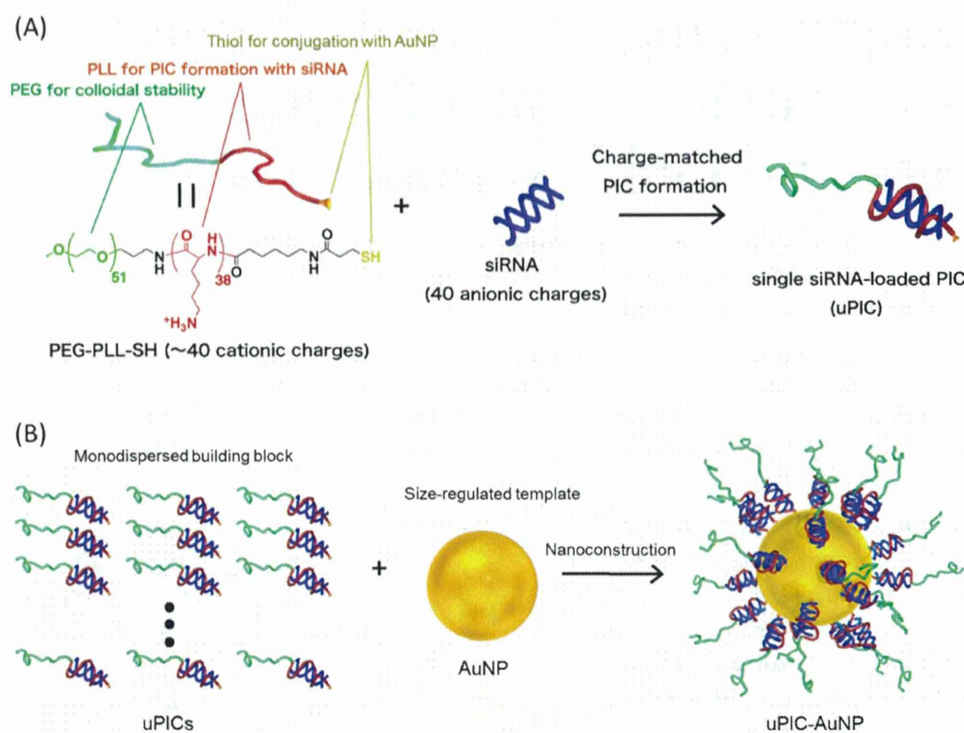 (A)
Thiol for conjugation with AuNP
PLL for PIC formation with siRNA
PEG for colloidal stability
+
Charge-matched
PIC formation
siRNA
(40 anionic charges)
single siRNA-loaded PIC
(uPIC)
O
O
51
N
H
O
H
N
38
O
N
H
O
SH
⁺H₃N
PEG-PLL-SH (~40 cationic charges)
(B)
Monodispersed building block
Size-regulated template
+
Nanoconstruction
AuNP
uPICs
uPIC-AuNP